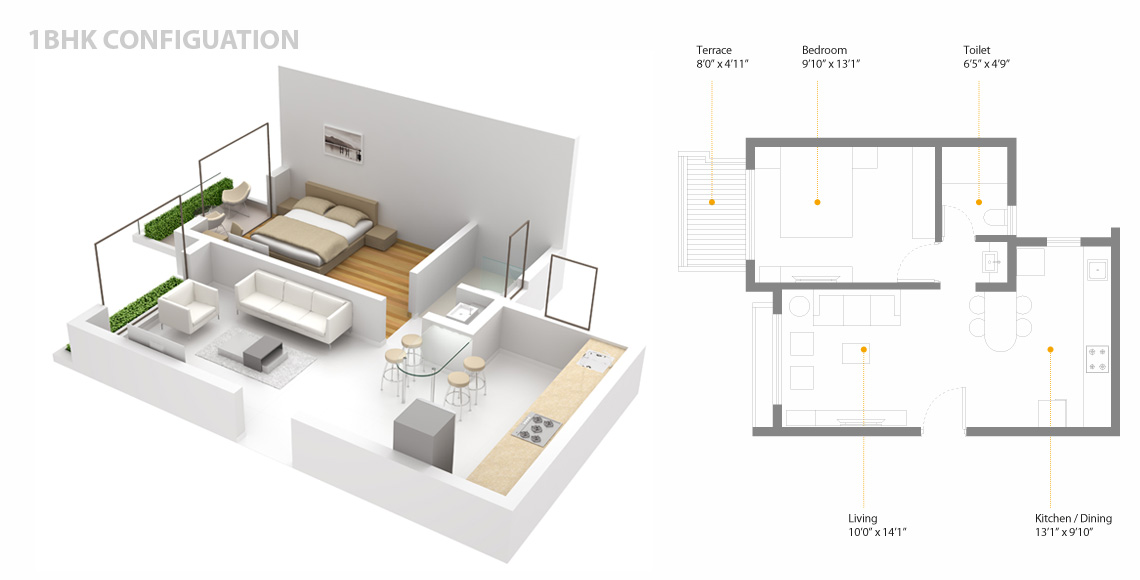 1BHK CONFIGUATION
Terrace
8’0” x 4’11”
Bedroom
9’10” x 13’1”
Toilet
6’5” x 4’9”
Living
10’0” x 14’1”
Kitchen / Dining
13’1” x 9’10”